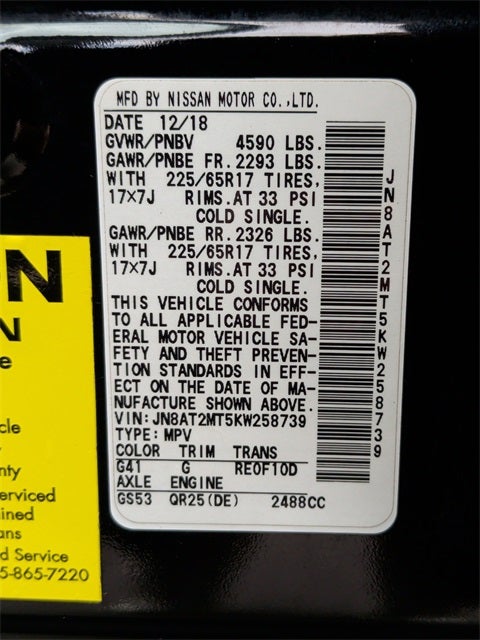 MFD BY NISSAN MOTOR CO.,LTD.
DATE 12/18
GVWR/PNBV 4590 LBS.
GAWR/PNBE FR. 2293 LBS.
WITH 225/65R17 TIRES,
17×7J RIMS.AT 33 PSI
COLD SINGLE.
GAWR/PNBE RR. 2326 LBS.
WITH 225/65R17 TIRES,
17×7J RIMS.AT 33 PSI
COLD SINGLE.
THIS VEHICLE CONFORMS
TO ALL APPLICABLE FED-
ERAL MOTOR VEHICLE SA-
FETY AND THEFT PREVEN-
TION STANDARDS IN EFF-
ECT ON THE DATE OF MA-
NUFACTURE SHOWN ABOVE.
VIN:JN8AT2MT5KW258739
TYPE:MPV
COLOR TRIM TRANS
G41 G RE0F10D
AXLE ENGINE
GS53 QR25(DE) 2488CC
JN8AT2MT5KW258739
ON
N
e
cle
y
nty
serviced
ained
ans
d Service
5-865-7220